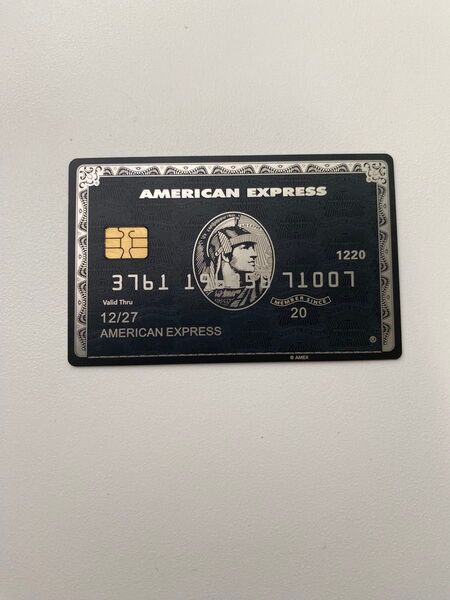 AMERICAN EXPRESS
1220
3761 71007
Valid Thru
MEMBER SINCE
12/27
20
AMERICAN EXPRESS
®
© AMEX